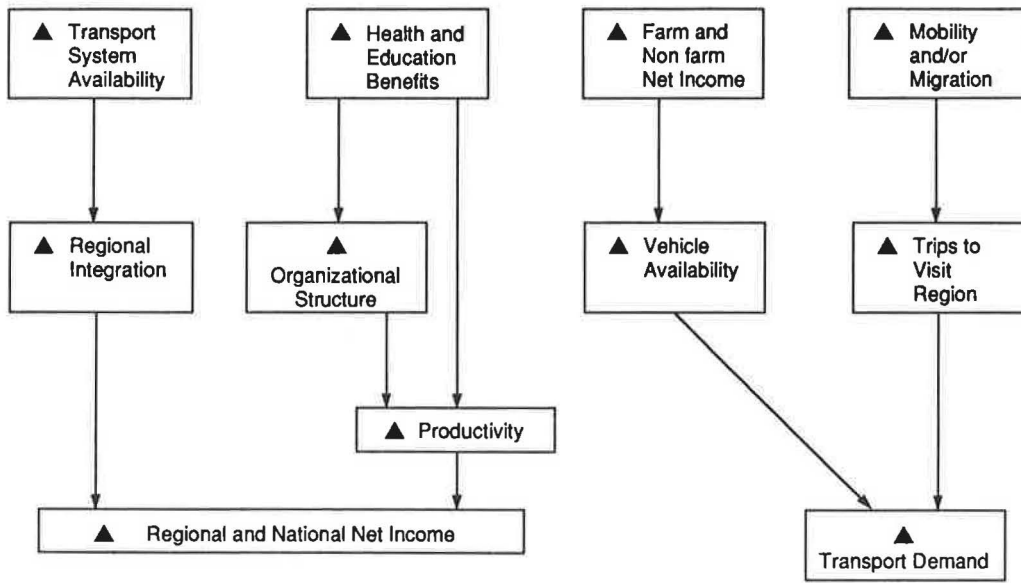 ▲ Transport
System
Availability
▲ Health and
Education
Benefits
▲ Farm and
Non farm
Net Income
▲ Mobility
and/or
Migration
▲ Regional
Integration
▲
Organizational
Structure
▲ Vehicle
Availability
▲ Trips to
Visit
Region
▲ Productivity
▲ Regional and National Net Income
▲
Transport Demand